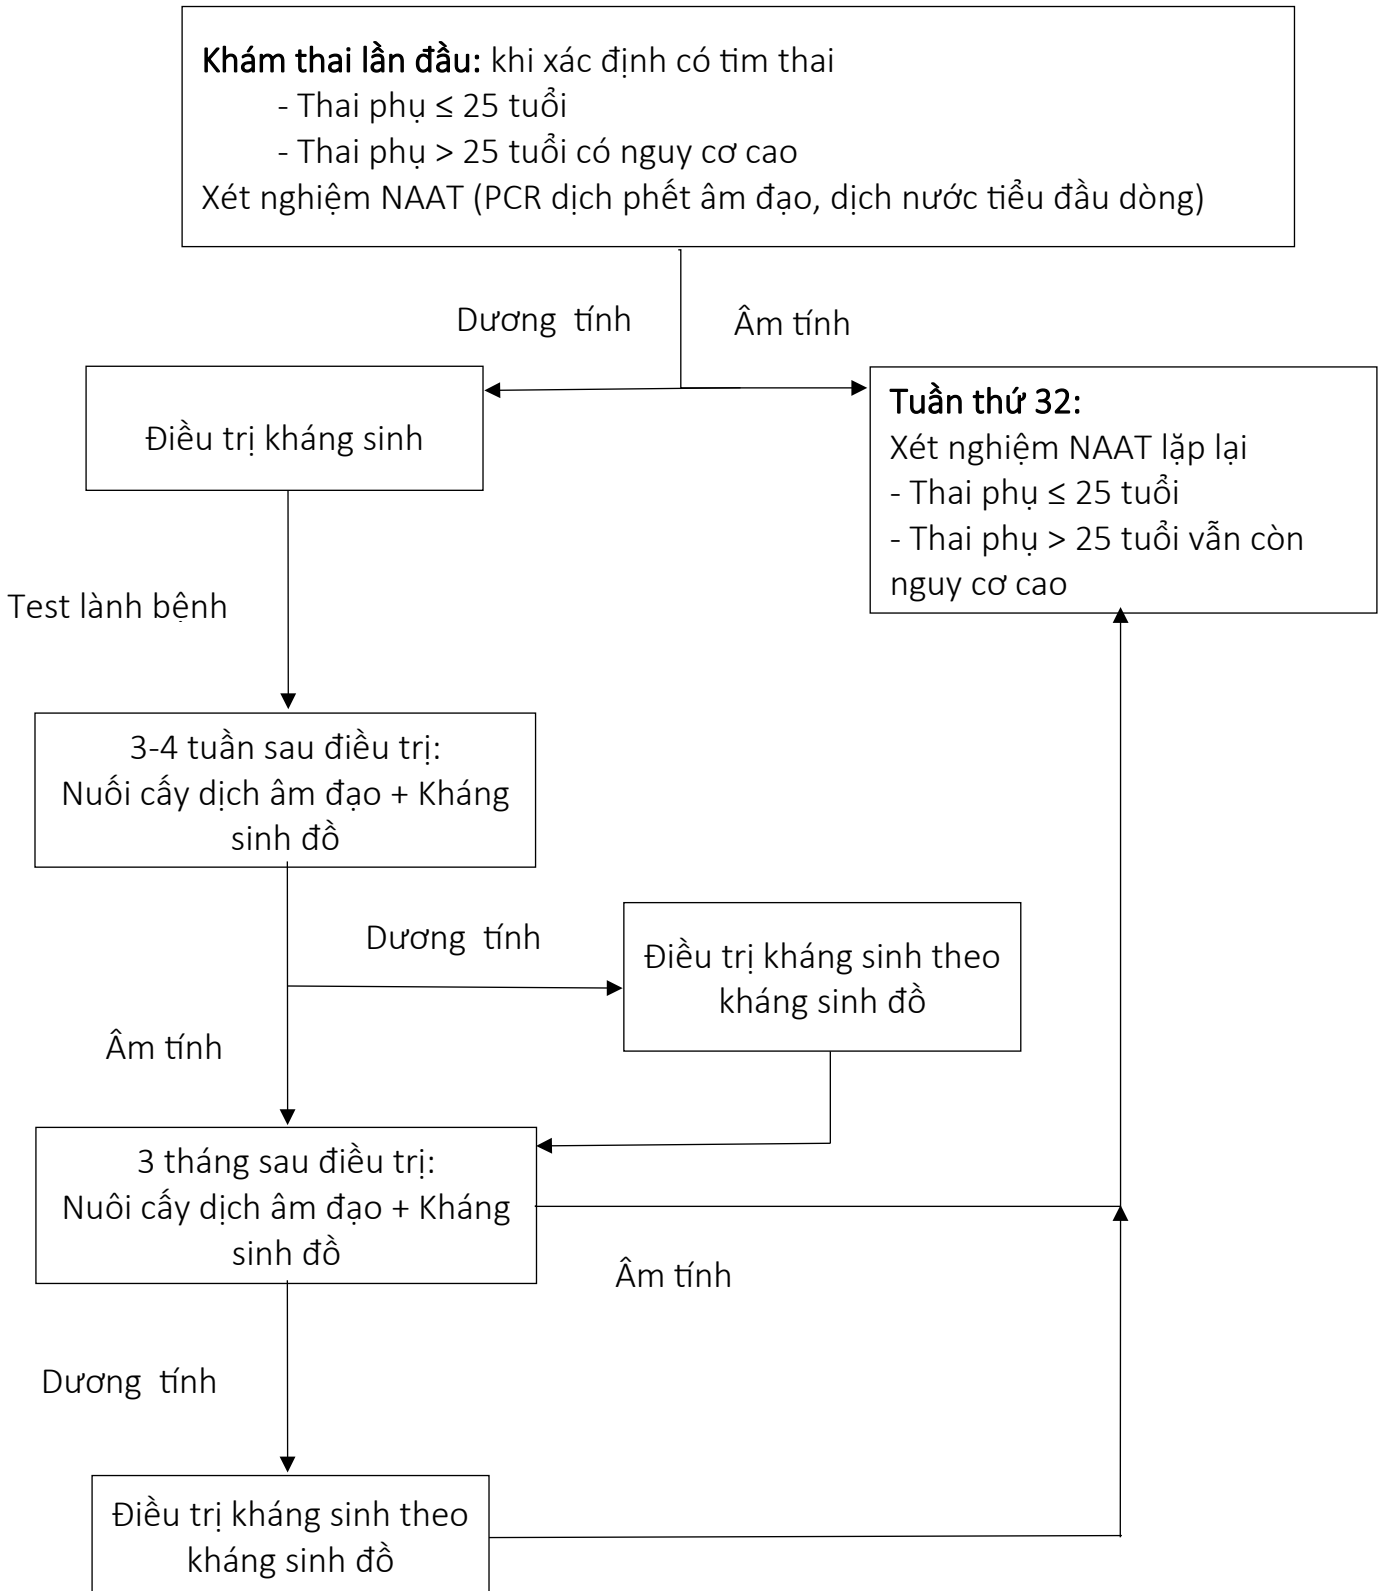 Khám thai lần đầu: khi xác định có tim thai
- Thai phụ ≤ 25 tuổi
- Thai phụ > 25 tuổi có nguy cơ cao
Xét nghiệm NAAT (PCR dịch phết âm đạo, dịch nước tiểu đầu dòng)
Dương tính
Âm tính
Điều trị kháng sinh
Tuần thứ 32:
Xét nghiệm NAAT lặp lại
- Thai phụ ≤ 25 tuổi
- Thai phụ > 25 tuổi vẫn còn
nguy cơ cao
Test lành bệnh
3-4 tuần sau điều trị:
Nuối cấy dịch âm đạo + Kháng
sinh đồ
Dương tính
Điều trị kháng sinh theo
kháng sinh đồ
Âm tính
3 tháng sau điều trị:
Nuôi cấy dịch âm đạo + Kháng
sinh đồ
Âm tính
Dương tính
Điều trị kháng sinh theo
kháng sinh đồ